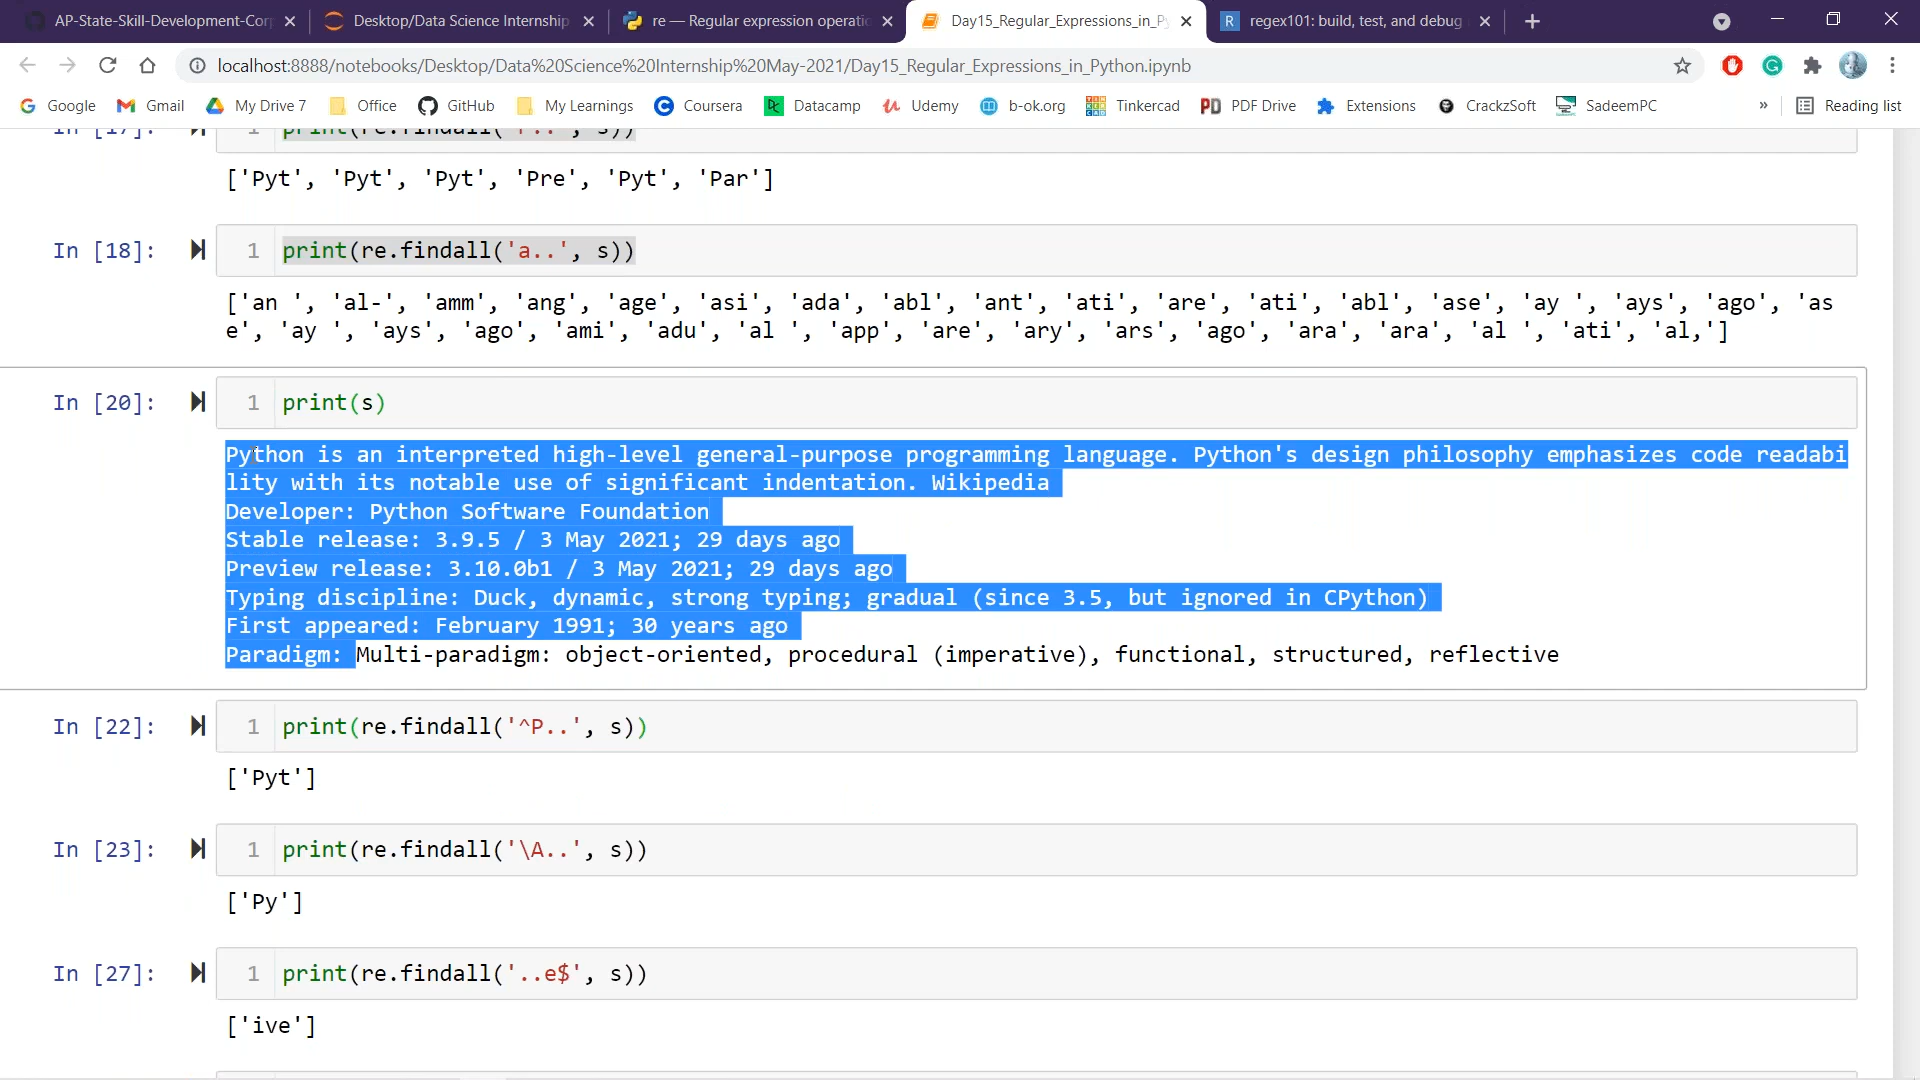 AP-State-Skill-Development-Corp
Desktop/Data Science Internship
re — Regular expression operatio
Day15_Regular_Expressions_in_Py
regex101: build, test, and debug
localhost:8888/notebooks/Desktop/Data%20Science%20Internship%20May-2021/Day15_Regular_Expressions_in_Python.ipynb
Google Gmail My Drive 7 Office GitHub My Learnings Coursera Datacamp Udemy b-ok.org Tinkercad PDF Drive Extensions CrackzSoft SadeemPC » Reading list
In [17]: 1 print(re.findall('P..', s))
['Pyt', 'Pyt', 'Pyt', 'Pre', 'Pyt', 'Par']
In [18]: 1 print(re.findall('a..', s))
['an ', 'al-', 'amm', 'ang', 'age', 'asi', 'ada', 'abl', 'ant', 'ati', 'are', 'ati', 'abl', 'ase', 'ay ', 'ays', 'ago', 'as
e', 'ay ', 'ays', 'ago', 'ami', 'adu', 'al ', 'app', 'are', 'ary', 'ars', 'ago', 'ara', 'ara', 'al ', 'ati', 'al,']
In [20]: 1 print(s)
Python is an interpreted high-level general-purpose programming language. Python's design philosophy emphasizes code readabi
lity with its notable use of significant indentation. Wikipedia
Developer: Python Software Foundation
Stable release: 3.9.5 / 3 May 2021; 29 days ago
Preview release: 3.10.0b1 / 3 May 2021; 29 days ago
Typing discipline: Duck, dynamic, strong typing; gradual (since 3.5, but ignored in CPython)
First appeared: February 1991; 30 years ago
Paradigm: Multi-paradigm: object-oriented, procedural (imperative), functional, structured, reflective
In [22]: 1 print(re.findall('^P..', s))
['Pyt']
In [23]: 1 print(re.findall('\A..', s))
['Py']
In [27]: 1 print(re.findall('..e$', s))
['ive']